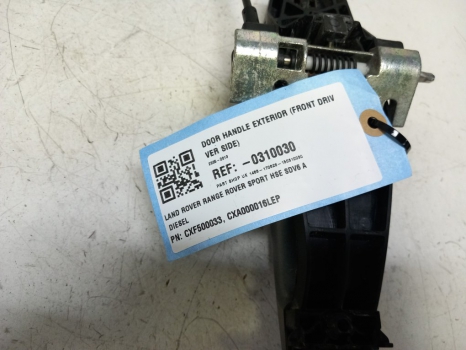 DOOR HANDLE EXTERIOR (FRONT DRIV
VER SIDE)
REF: -0310030
LAND ROVER RANGE ROVER SPORT HSE SDV6 A
DIESEL
PN: CXF500033, CXA000016LEP